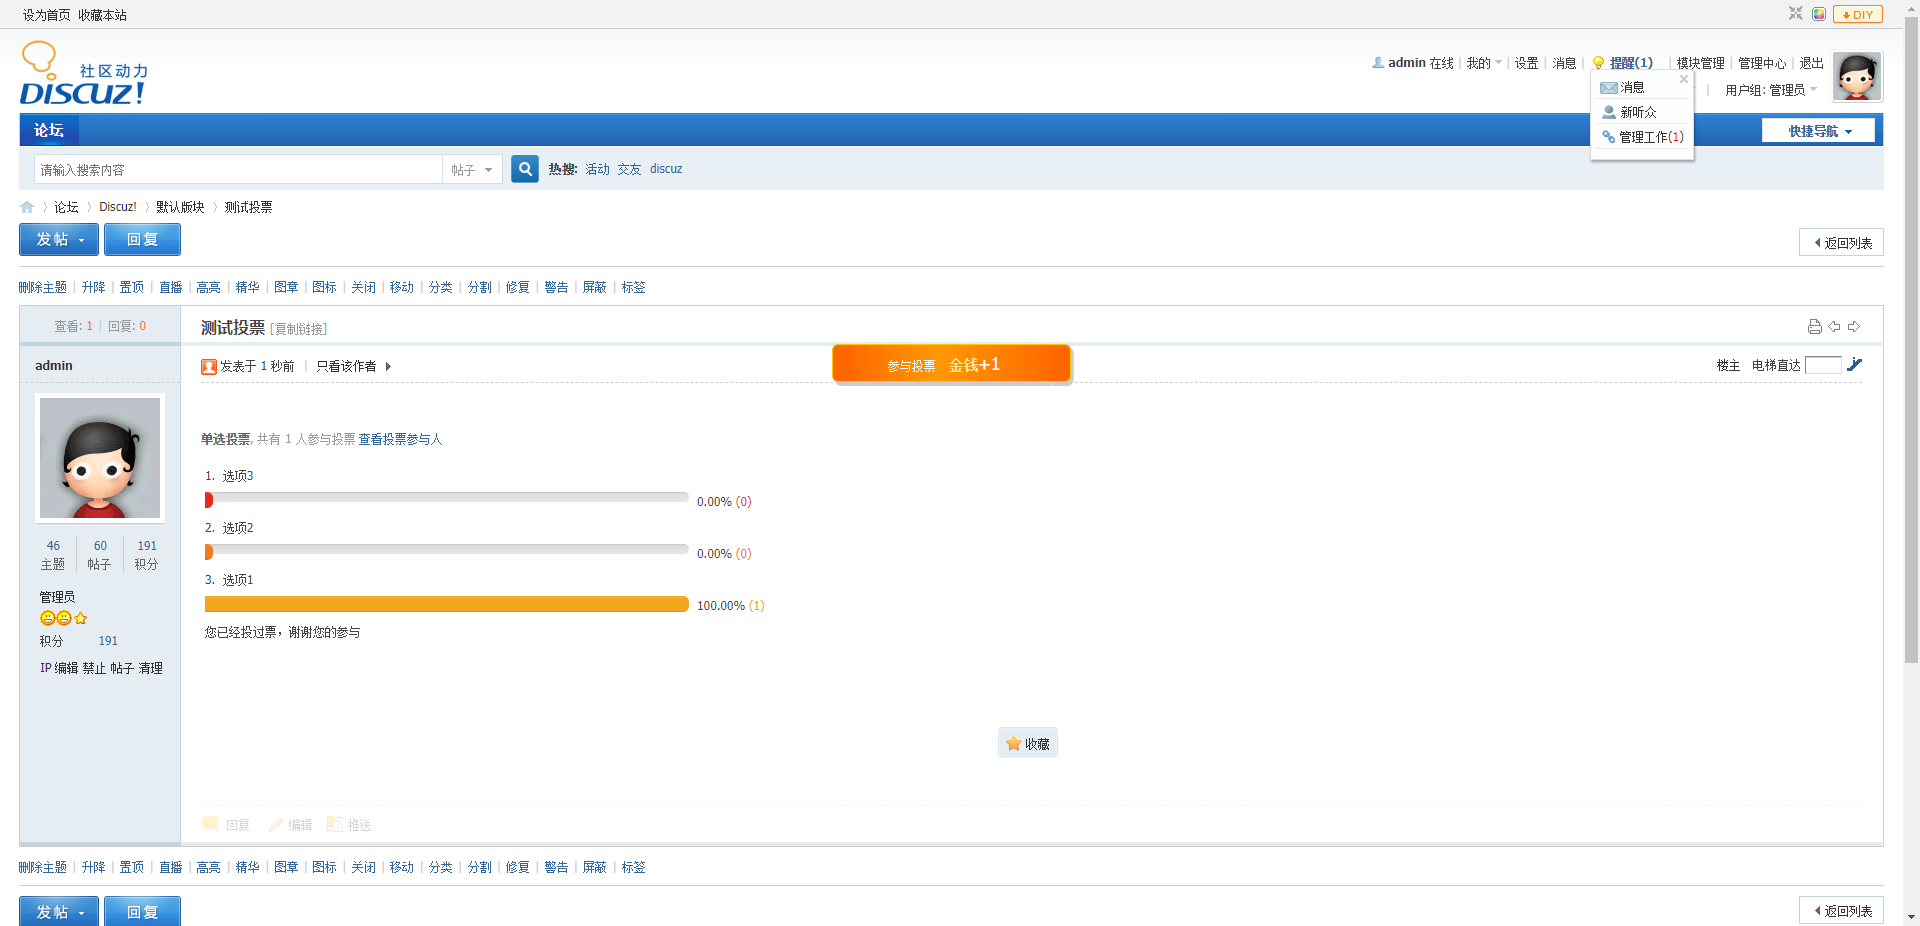 设为首页 收藏本站
DIY
社区动力
DISCUZ!
admin 在线 | 我的 | 设置 | 消息 | 提醒(1) | 模块管理 | 管理中心 | 退出
消息
| 用户组: 管理员
新听众
管理工作(1)
论坛
快捷导航
请输入搜索内容 帖子 热搜: 活动 交友 discuz
论坛 › Discuz! › 默认版块 › 测试投票
发帖 回复
返回列表
删除主题 | 升降 | 置顶 | 直播 | 高亮 | 精华 | 图章 | 图标 | 关闭 | 移动 | 分类 | 分割 | 修复 | 警告 | 屏蔽 | 标签
查看: 1 | 回复: 0
测试投票 [复制链接]
admin
发表于 1 秒前 | 只看该作者
参与投票 金钱+1
楼主 电梯直达
单选投票, 共有 1 人参与投票 查看投票参与人
1. 选项3
0.00% (0)
2. 选项2
0.00% (0)
3. 选项1
100.00% (1)
您已经投过票，谢谢您的参与
46 60 191
主题 帖子 积分
管理员
积分 191
IP 编辑 禁止 帖子 清理
收藏
回复 编辑 推送
删除主题 | 升降 | 置顶 | 直播 | 高亮 | 精华 | 图章 | 图标 | 关闭 | 移动 | 分类 | 分割 | 修复 | 警告 | 屏蔽 | 标签
发帖 回复
返回列表